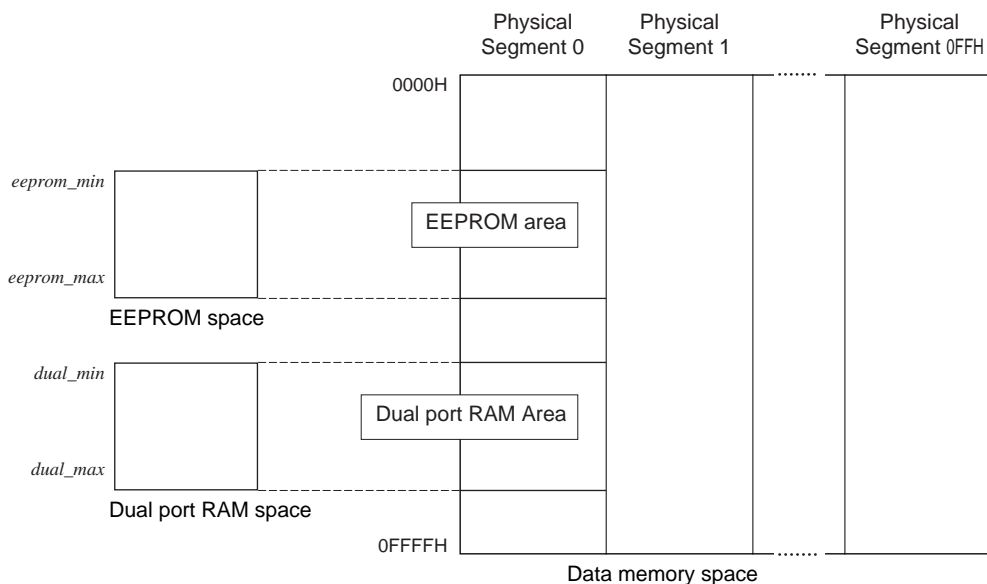 Physical Segment 0
Physical Segment 1
Physical Segment 0FFH
0000H
eeprom_min
EEPROM area
eeprom_max
EEPROM space
dual_min
Dual port RAM Area
dual_max
Dual port RAM space
0FFFFH
Data memory space